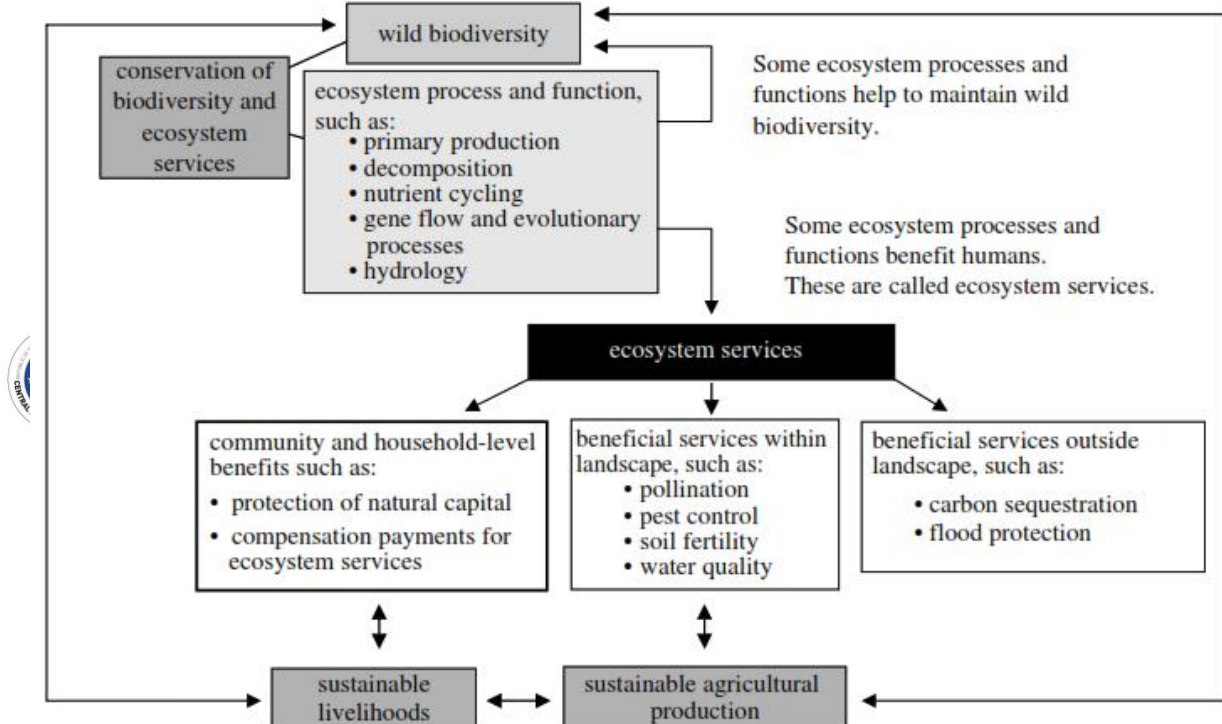 wild biodiversity
conservation of
biodiversity and
ecosystem
services
ecosystem process and function,
such as:
• primary production
• decomposition
• nutrient cycling
• gene flow and evolutionary
processes
• hydrology
Some ecosystem processes and
functions help to maintain wild
biodiversity.
Some ecosystem processes and
functions benefit humans.
These are called ecosystem services.
ecosystem services
CENTRAL
community and household-level
benefits such as:
• protection of natural capital
• compensation payments for
ecosystem services
beneficial services within
landscape, such as:
• pollination
• pest control
• soil fertility
• water quality
beneficial services outside
landscape, such as:
• carbon sequestration
• flood protection
sustainable
livelihoods
sustainable agricultural
production